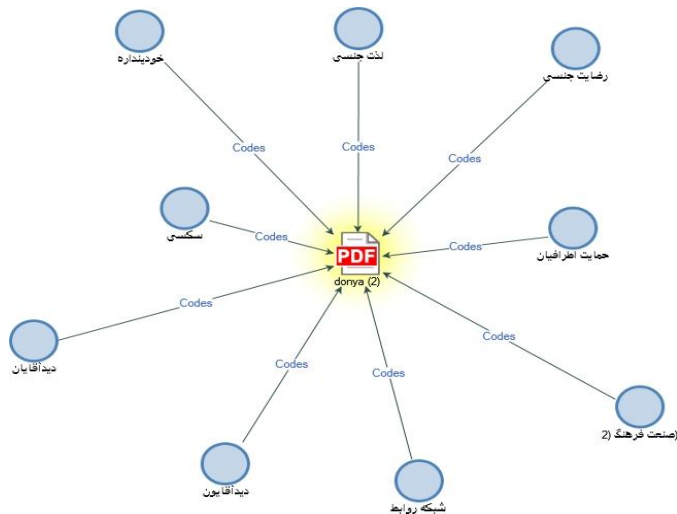 خودپنداره
لذت جنسی
رضایت جنسی
Codes
Codes
Codes
سکسی
Codes
Codes
حمایت اطرافیان
PDF
donya (2)
Codes
دیدآقایان
Codes
Codes
Codes
(صنعت فرهنگ (2
دیدآقایون
شبکه روابط